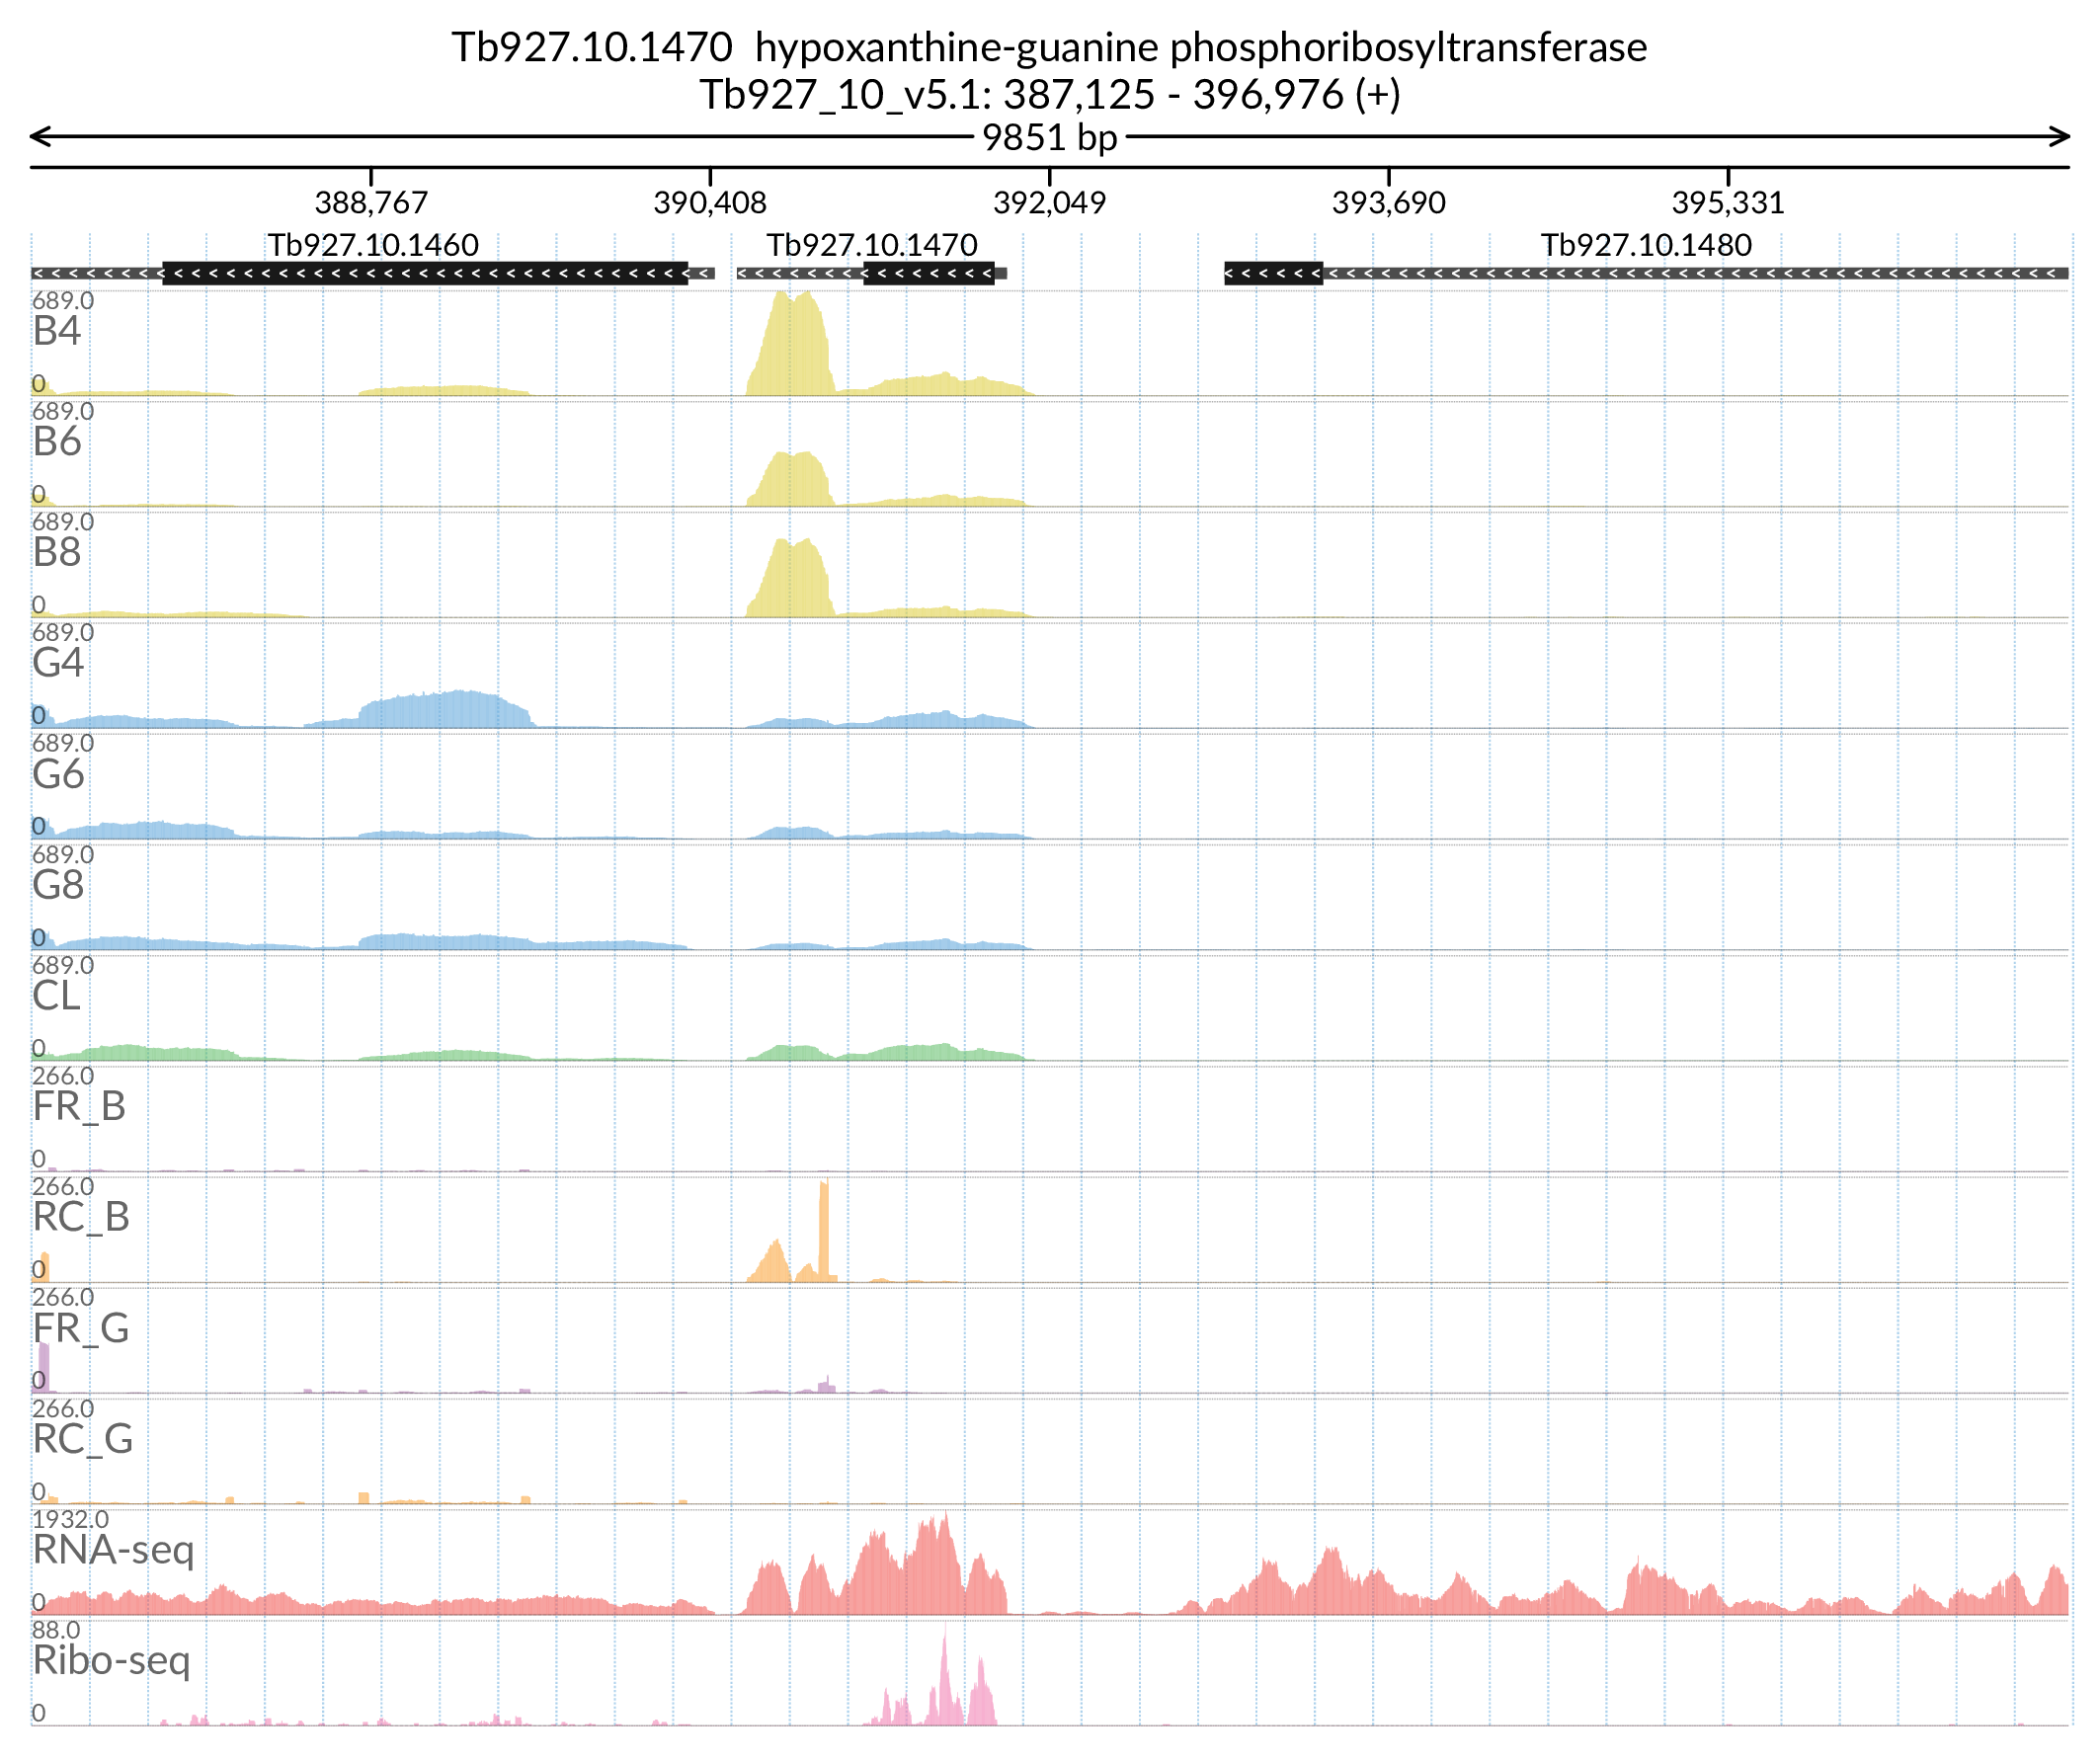 Tb927.10.1470  hypoxanthine-guanine phosphoribosyltransferase
Tb927_10_v5.1: 387,125 - 396,976 (+)
9851 bp
388,767 390,408 392,049 393,690 395,331
Tb927.10.1460 Tb927.10.1470 Tb927.10.1480
689.0
B4
0
689.0
B6
0
689.0
B8
0
689.0
G4
0
689.0
G6
0
689.0
G8
0
689.0
CL
0
266.0
FR_B
0
266.0
RC_B
0
266.0
FR_G
0
266.0
RC_G
0
1932.0
RNA-seq
0
88.0
Ribo-seq
0